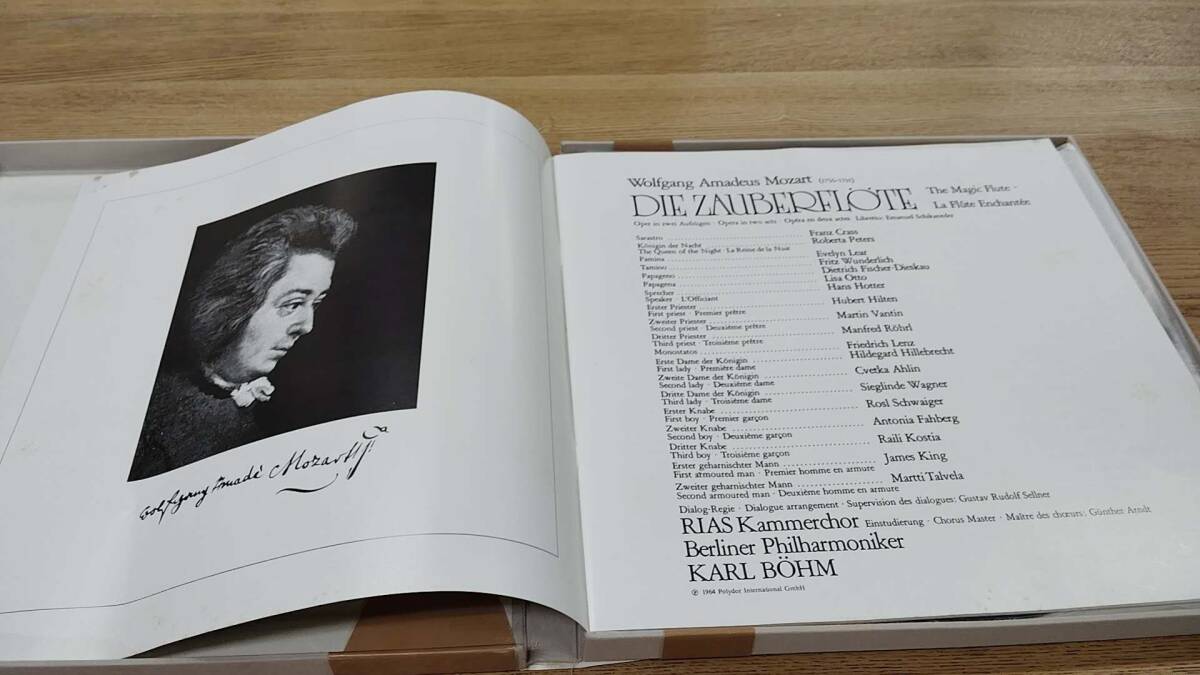 Wolfgang Amadé Mozart
Wolfgang Amadeus Mozart (1756-1791)
DIE ZAUBERFLÖTE The Magic Flute ·
La Flûte Enchantée
Oper in zwei Aufzügen · Opera in two acts · Opéra en deux actes Libretto: Emanuel Schikaneder
Sarastro Franz Crass
Königin der Nacht Roberta Peters
The Queen of the Night · La Reine de la Nuit
Pamina Evelyn Lear
Tamino Fritz Wunderlich
Papageno Dietrich Fischer-Dieskau
Papagena Lisa Otto
Sprecher Hans Hotter
Speaker · L'Officiant
Erster Priester Hubert Hilten
First priest · Premier prêtre
Zweiter Priester Martin Vantin
Second priest · Deuxième prêtre
Dritter Priester Manfred Röhrl
Third priest · Troisième prêtre
Monostatos Friedrich Lenz
Erste Dame der Königin Hildegard Hillebrecht
First lady · Première dame
Zweite Dame der Königin Cvetka Ahlin
Second lady · Deuxième dame
Dritte Dame der Königin Sieglinde Wagner
Third lady · Troisième dame
Erster Knabe Rosl Schwaiger
First boy · Premier garçon
Zweiter Knabe Antonia Fahberg
Second boy · Deuxième garçon
Dritter Knabe Raili Kostia
Third boy · Troisième garçon
Erster geharnischter Mann James King
First armoured man · Premier homme en armure
Zweiter geharnischter Mann Martti Talvela
Second armoured man · Deuxième homme en armure
Dialog-Regie · Dialogue arrangement · Supervision des dialogues: Gustav Rudolf Sellner
RIAS Kammerchor Einstudierung · Chorus Master · Maître des chœurs: Günther Arndt
Berliner Philharmoniker
KARL BÖHM
℗ 1964 Polydor International GmbH